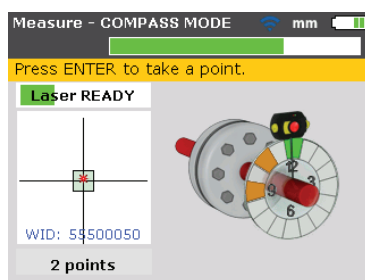 Measure - COMPASS MODE mm
Press ENTER to take a point.
Laser READY
12
3
9
6
WID: 55500050
2 points